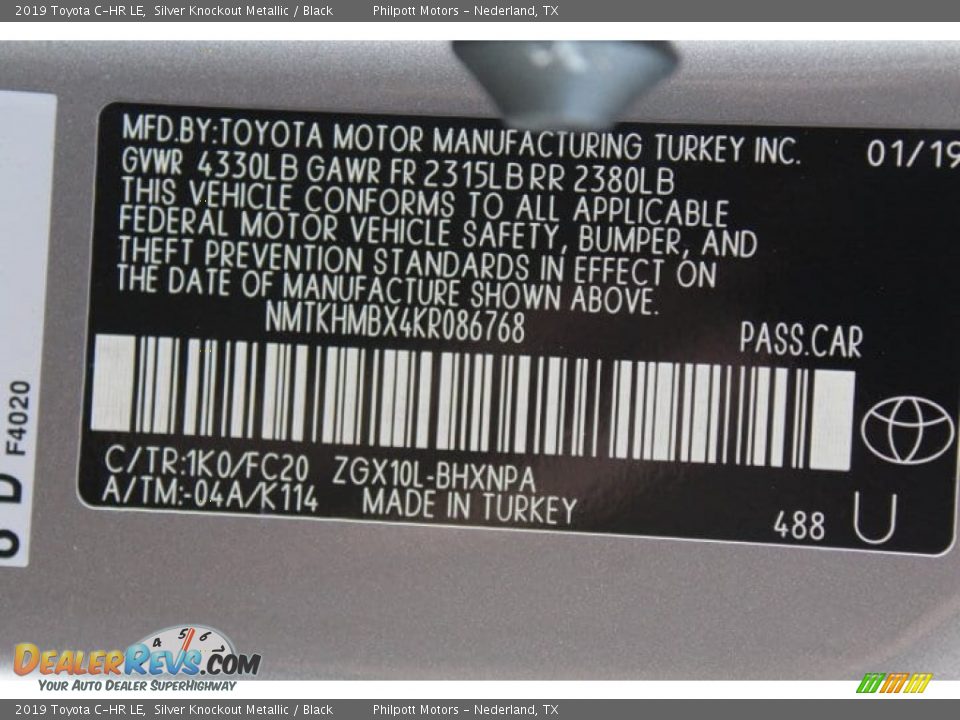 2019 Toyota C-HR LE, Silver Knockout Metallic / Black Philpott Motors - Nederland, TX
MFD.BY:TOYOTA MOTOR MANUFACTURING TURKEY INC. 01/19
GVWR 4330LB GAWR FR 2315LB RR 2380LB
THIS VEHICLE CONFORMS TO ALL APPLICABLE
FEDERAL MOTOR VEHICLE SAFETY, BUMPER, AND
THEFT PREVENTION STANDARDS IN EFFECT ON
THE DATE OF MANUFACTURE SHOWN ABOVE.
NMTKHMBX4KR086768
PASS.CAR
C/TR:1K0/FC20 ZGX10L-BHXNPA
A/TM:-04A/K114 MADE IN TURKEY
488 U
F4020
D
4 5 6
DEALERREVS.COM
YOUR AUTO DEALER SUPERHIGHWAY
2019 Toyota C-HR LE, Silver Knockout Metallic / Black Philpott Motors - Nederland, TX